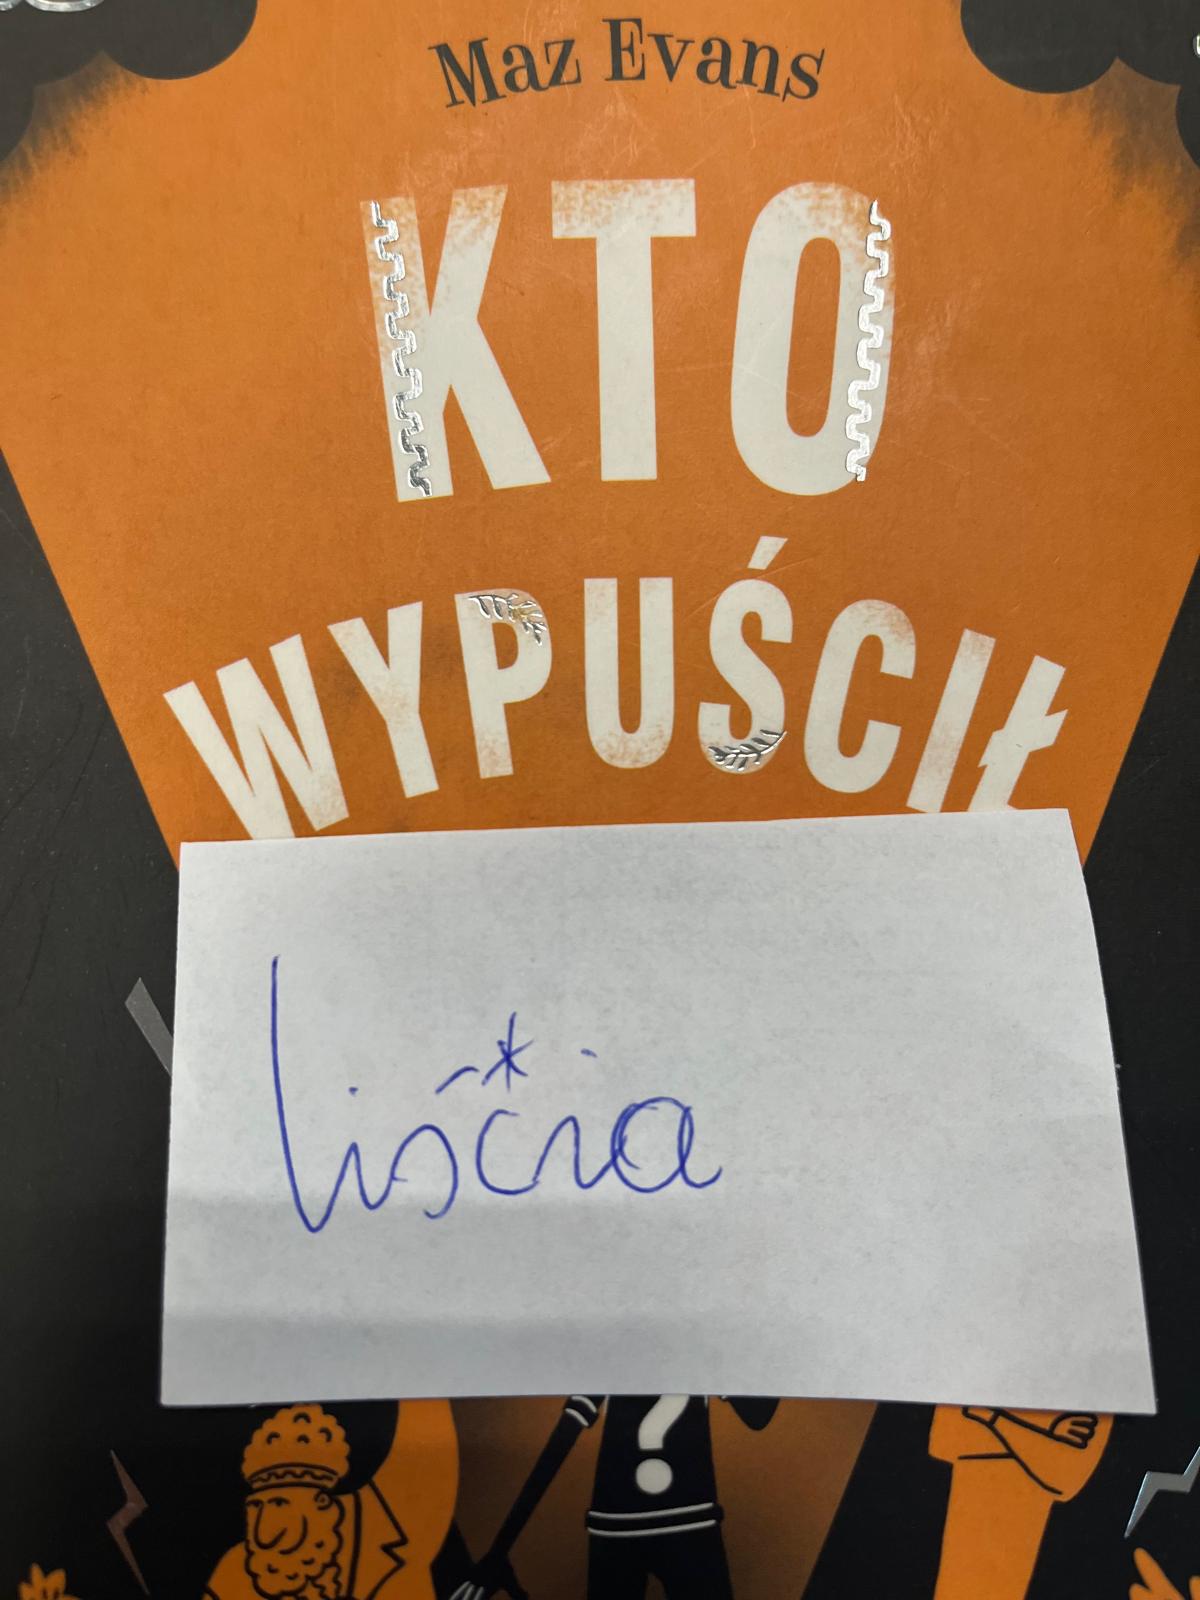 Maz Evans
KTO
WYPUŚCIŁ
liścia
?